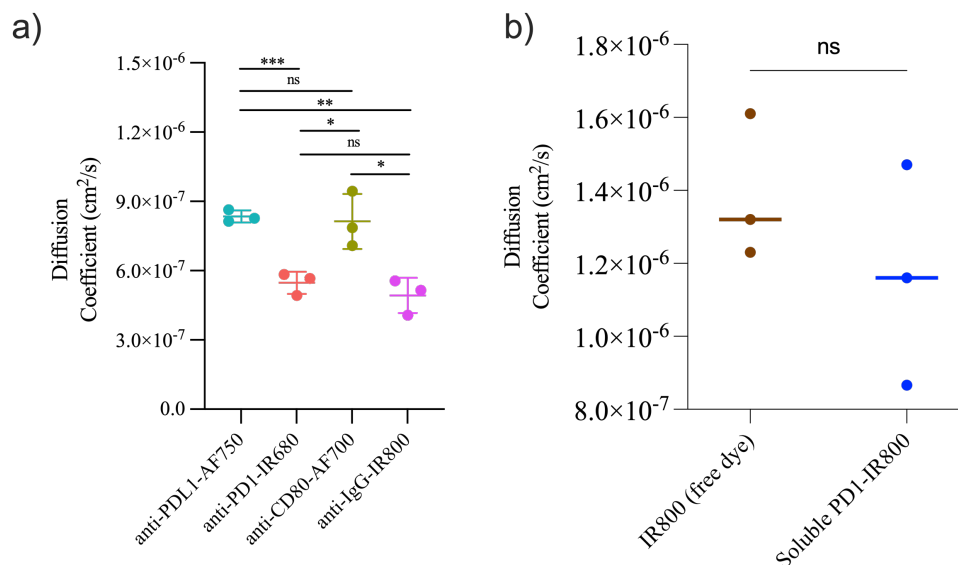 a)
Diffusion
Coefficient (cm²/s)
1.5×10⁻⁶
1.2×10⁻⁶
9.0×10⁻⁷
6.0×10⁻⁷
3.0×10⁻⁷
0.0
***
ns
**
*
ns
*
anti-PDL1-AF750
anti-PD1-IR680
anti-CD80-AF700
anti-IgG-IR800
b)
Diffusion
Coefficient (cm²/s)
1.8×10⁻⁶
1.6×10⁻⁶
1.4×10⁻⁶
1.2×10⁻⁶
1.0×10⁻⁶
8.0×10⁻⁷
ns
IR800 (free dye)
Soluble PD1-IR800